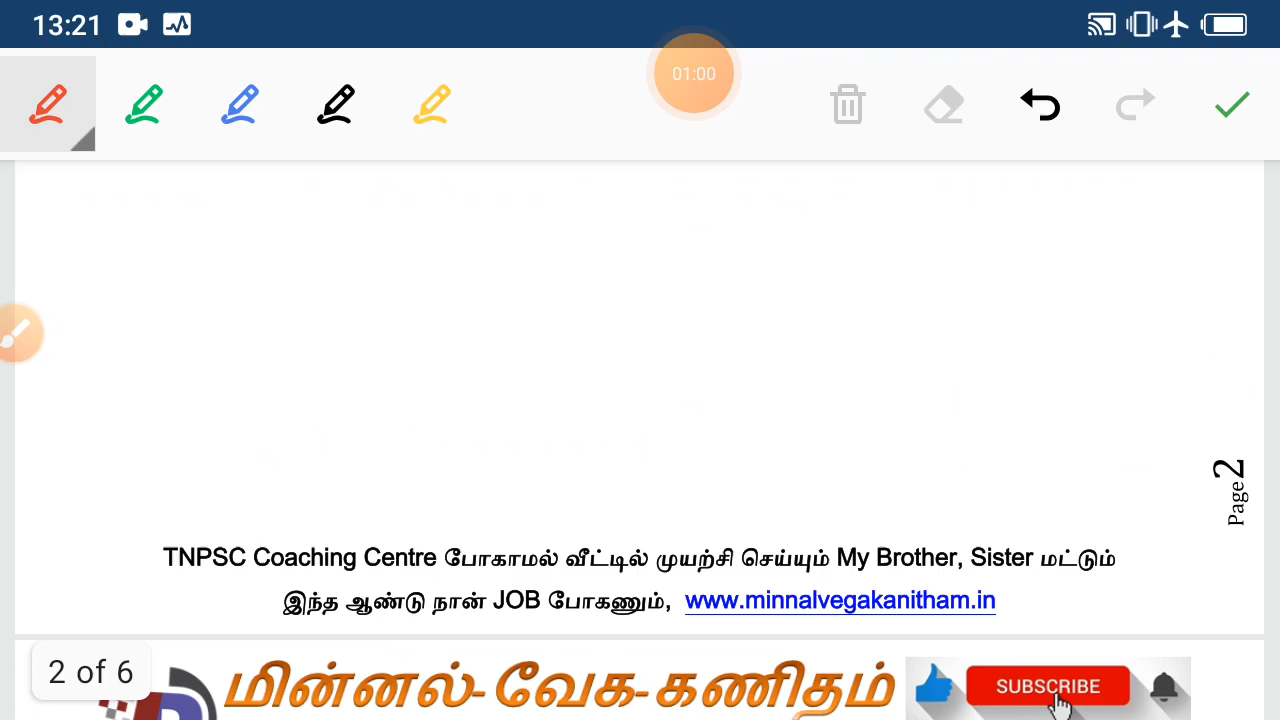 13:21
01:00
Page 2
TNPSC Coaching Centre போகாமல் வீட்டில் முயற்சி செய்யும் My Brother, Sister மட்டும்
இந்த ஆண்டு நான் JOB போகணும், www.minnalvegakanitham.in
2 of 6
மின்னல்-வேக-கணிதம்
SUBSCRIBE